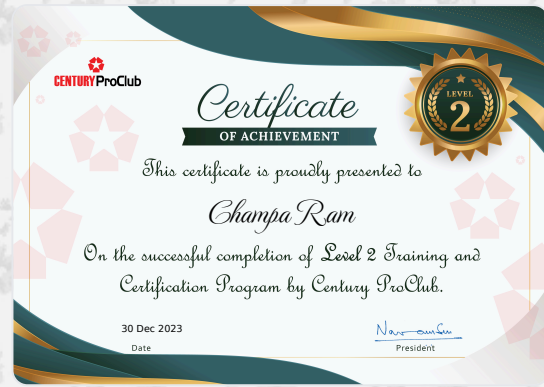 CENTURY ProClub
LEVEL
2
Certificate
OF ACHIEVEMENT
This certificate is proudly presented to
Champa Ram
On the successful completion of Level 2 Training and
Certification Program by Century ProClub.
30 Dec 2023
Date
President